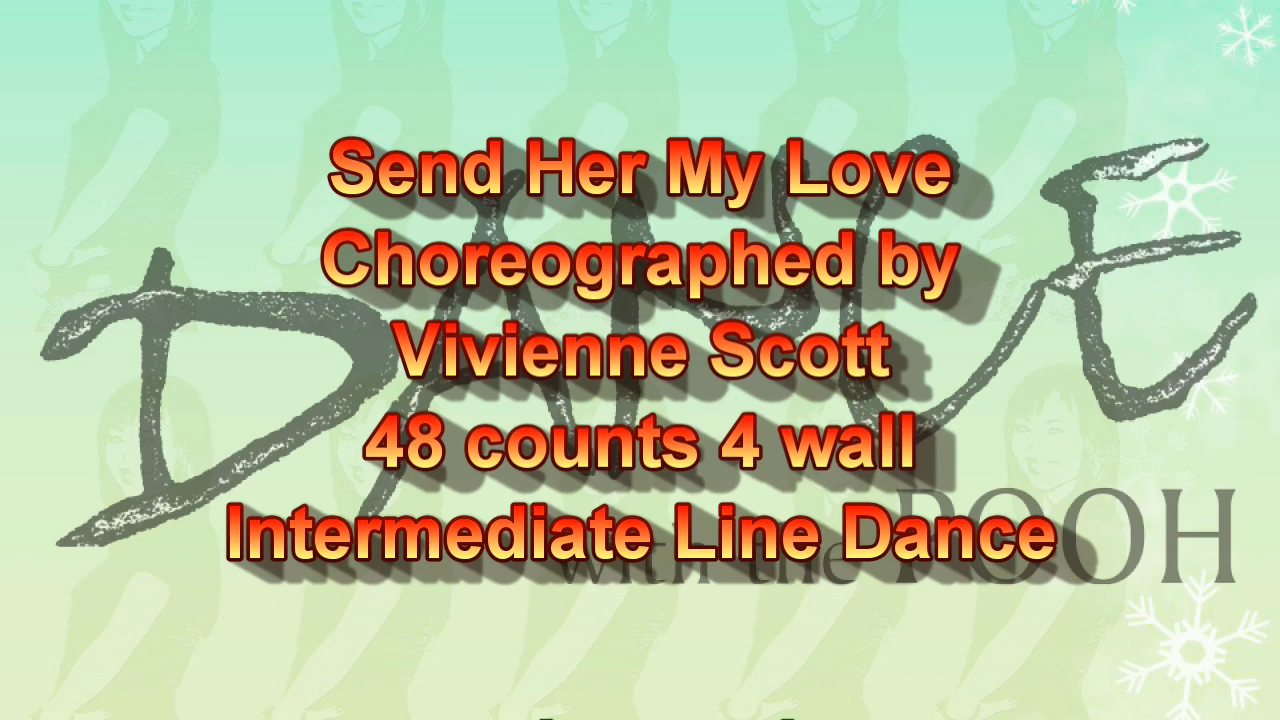 Send Her My Love
Choreographed by
Vivienne Scott
48 counts 4 wall
Intermediate Line Dance
DANCE
with the POOH